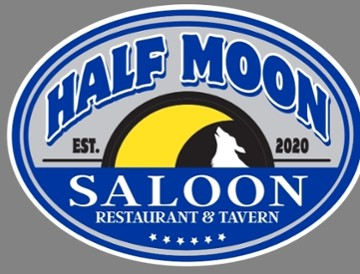 HALF MOON
EST. 2020
SALOON
RESTAURANT & TAVERN